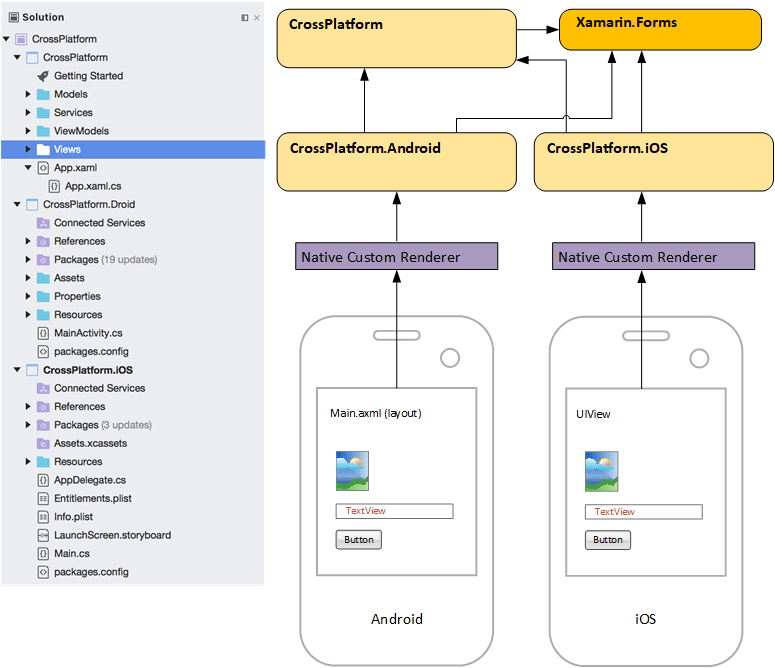 Solution
CrossPlatform
CrossPlatform
Getting Started
Models
Services
ViewModels
Views
App.xaml
App.xaml.cs
CrossPlatform.Droid
Connected Services
References
Packages (19 updates)
Assets
Properties
Resources
MainActivity.cs
packages.config
CrossPlatform.iOS
Connected Services
References
Packages (3 updates)
Assets.xcassets
Resources
AppDelegate.cs
Entitlements.plist
Info.plist
LaunchScreen.storyboard
Main.cs
packages.config
CrossPlatform
Xamarin.Forms
CrossPlatform.Android
CrossPlatform.iOS
Native Custom Renderer
Native Custom Renderer
Main.axml (layout)
TextView
Button
Android
UIView
TextView
Button
iOS